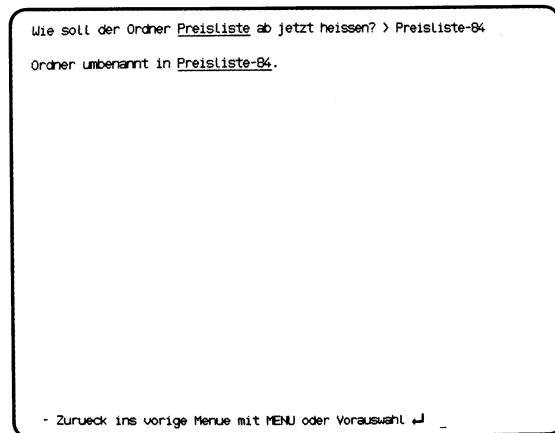 Wie soll der Ordner Preisliste ab jetzt heissen? > Preisliste-84
Ordner umbenannt in Preisliste-84.
- Zurueck ins vorige Menue mit MENU oder Vorauswahl ↵ _